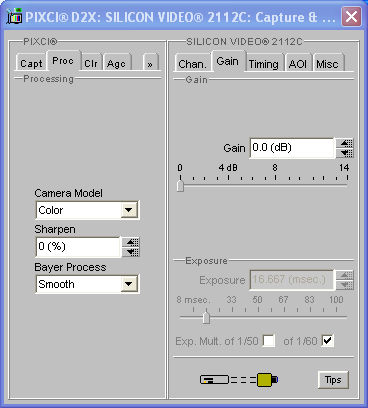 PIXCI® D2X: SILICON VIDEO® 2112C: Capture & ...
PIXCI®
Capt Proc Clr Agc »
Processing
Camera Model
Color
Sharpen
0 (%)
Bayer Process
Smooth
SILICON VIDEO® 2112C
Chan. Gain Timing AOI Misc
Gain
Gain 0.0 (dB)
0 4 dB 8 14
Exposure
Exposure 16.667 (msec.)
8 msec. 33 50 67 83 100
Exp. Mult. of 1/50 of 1/60
Tips